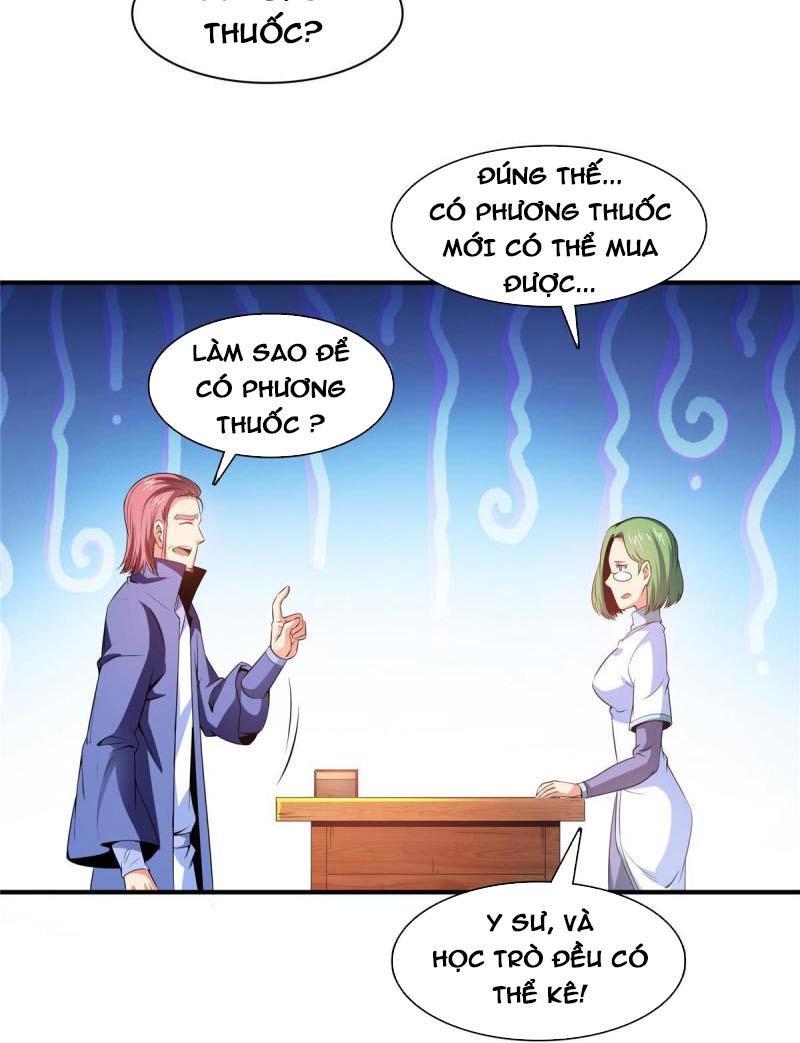 THUỐC?
ĐÚNG THẾ...
CÓ PHƯƠNG THUỐC
MỚI CÓ THỂ MUA
ĐƯỢC...
LÀM SAO ĐỂ
CÓ PHƯƠNG
THUỐC ?
Y SƯ, VÀ
HỌC TRÒ ĐỀU CÓ
THỂ KÊ!